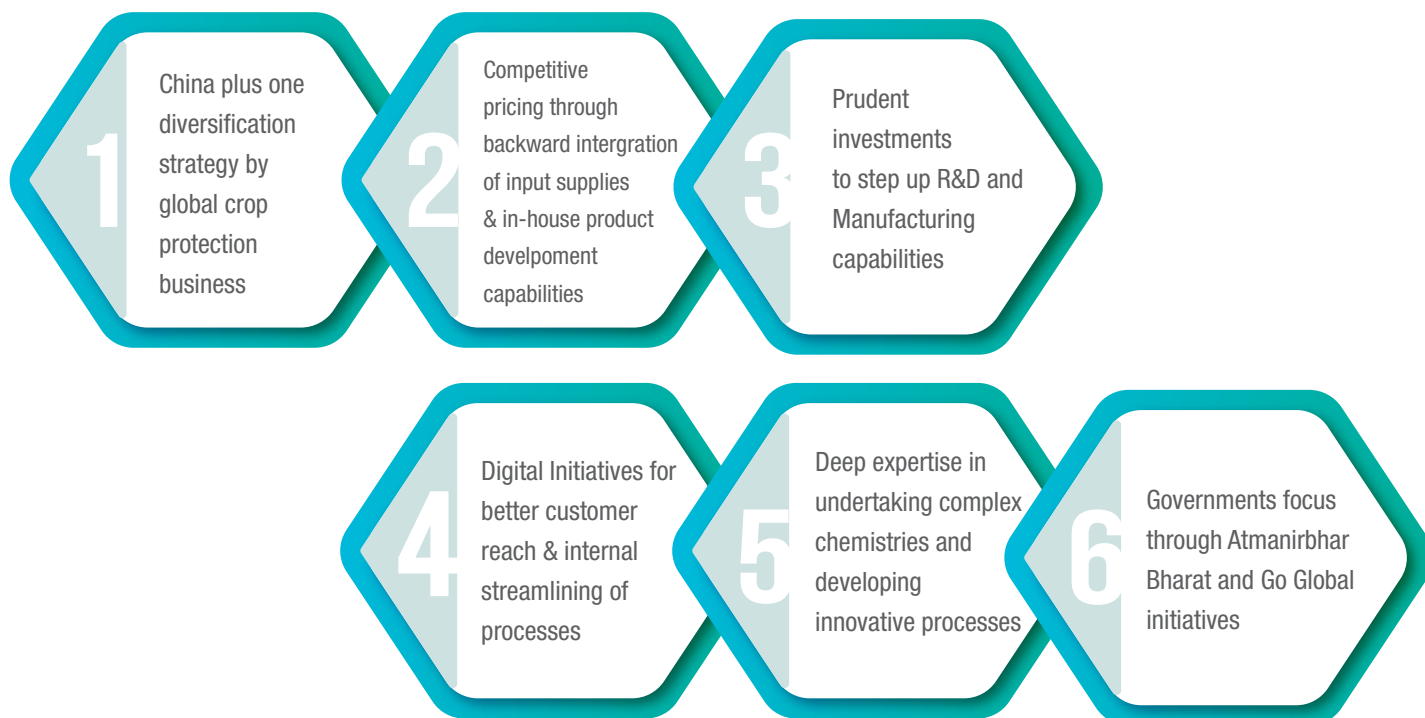 1
China plus one
diversification
strategy by
global crop
protection
business
2
Competitive
pricing through
backward intergration
of input supplies
& in-house product
develpoment
capabilities
3
Prudent
investments
to step up R&D and
Manufacturing
capabilities
4
Digital Initiatives for
better customer
reach & internal
streamlining of
processes
5
Deep expertise in
undertaking complex
chemistries and
developing
innovative processes
6
Governments focus
through Atmanirbhar
Bharat and Go Global
initiatives